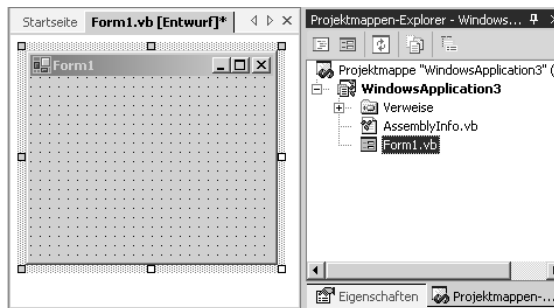 Startseite Form1.vb [Entwurf]*
Form1
Projektmappen-Explorer - Windows...
Projektmappe "WindowsApplication3" (
WindowsApplication3
Verweise
AssemblyInfo.vb
Form1.vb
Eigenschaften Projektmappen-...